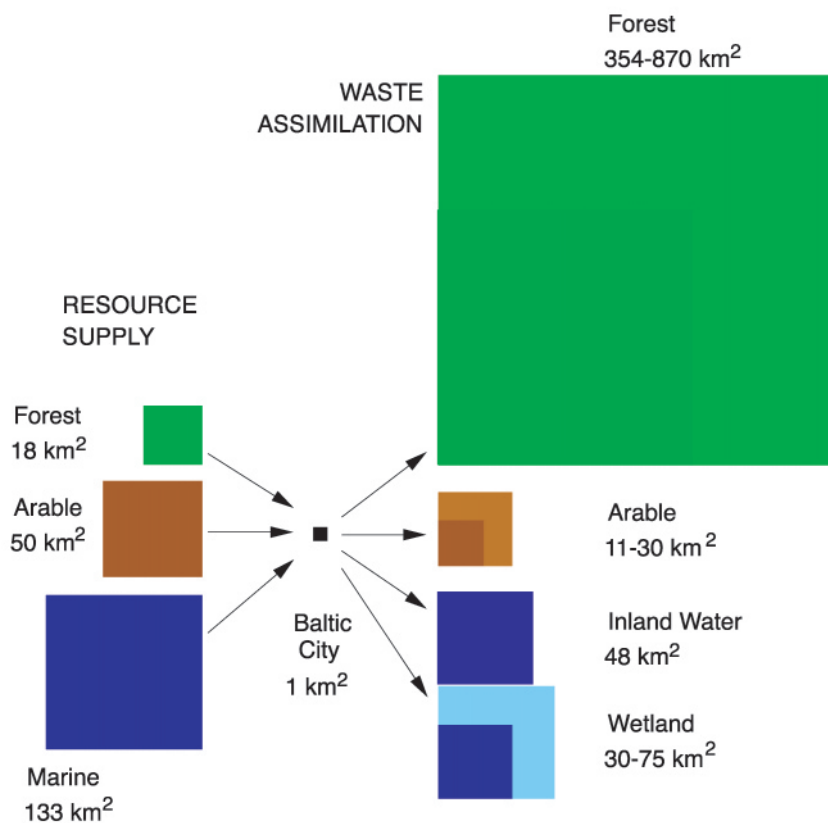 Forest
354-870 km²
WASTE
ASSIMILATION
RESOURCE
SUPPLY
Forest
18 km²
Arable
50 km²
Marine
133 km²
Baltic
City
1 km²
Arable
11-30 km²
Inland Water
48 km²
Wetland
30-75 km²